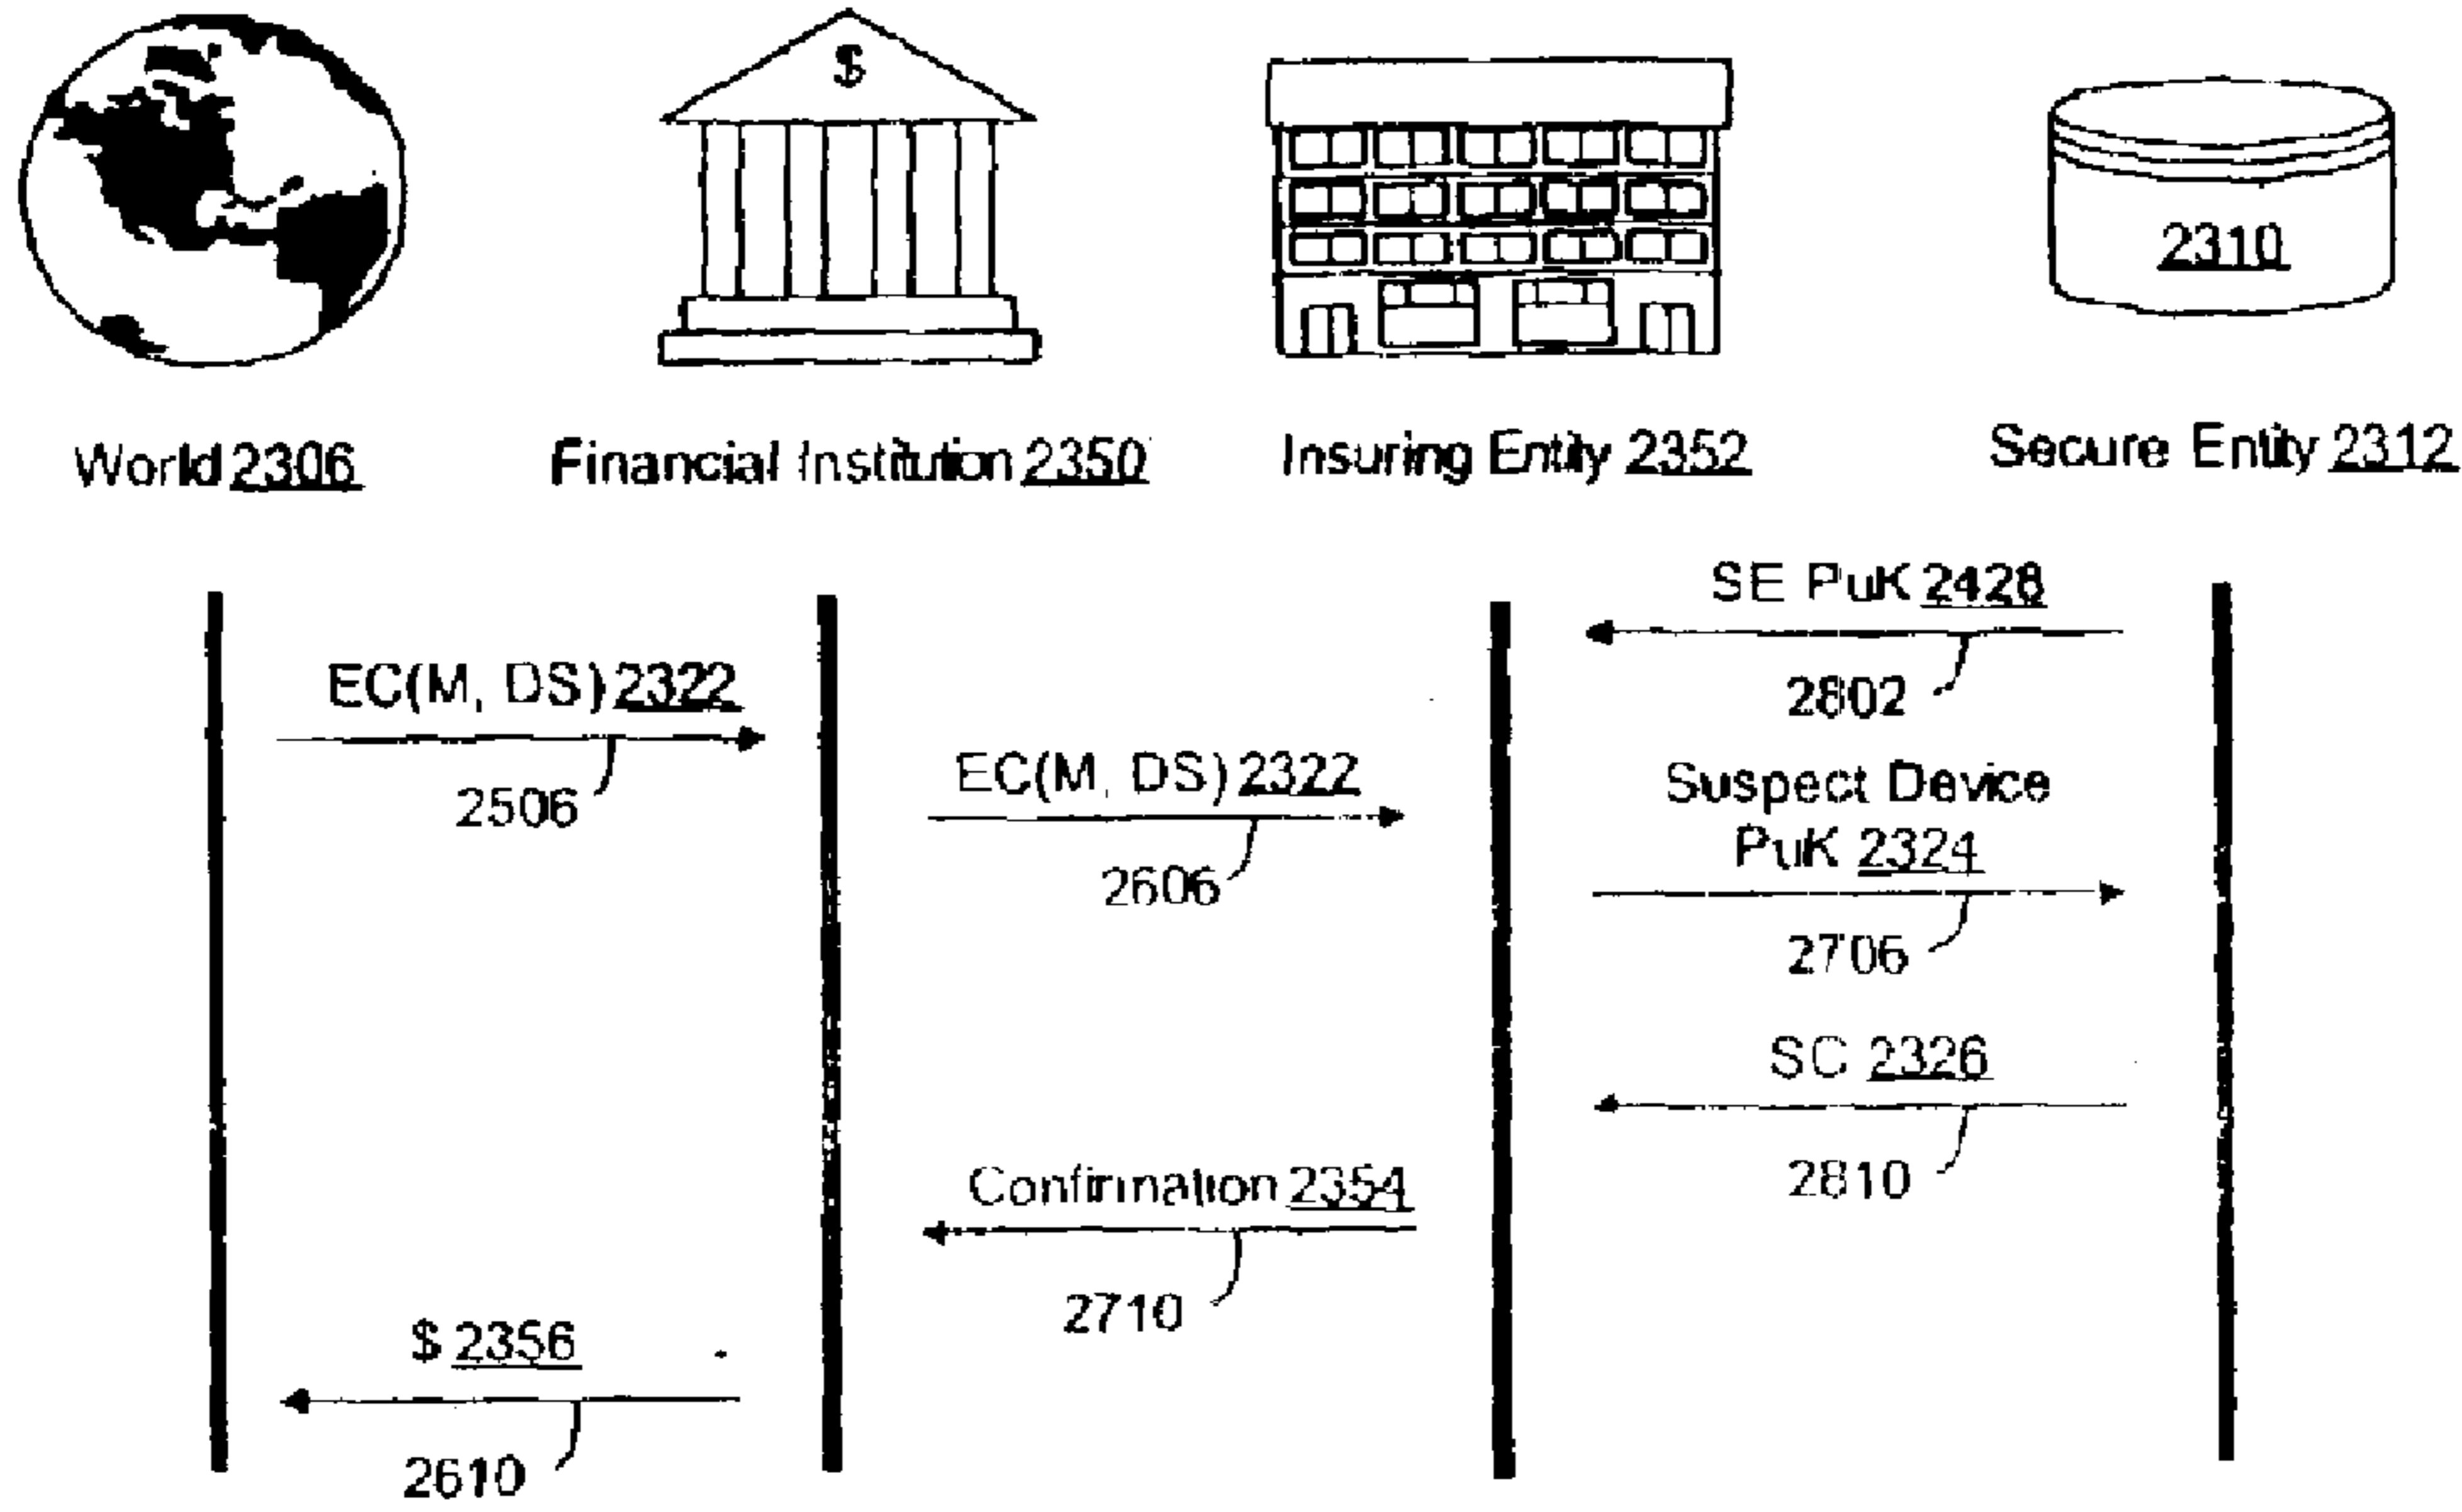 $
2310
World 2306
Financial Institution 2350
Insuring Entity 2352
Secure Entity 2312
SE PuK 2428
2802
EC(M, DS) 2322
2506
EC(M, DS) 2322
2606
Suspect Device
PuK 2324
2706
SC 2326
2810
Confirmation 2354
2710
$ 2356
2610